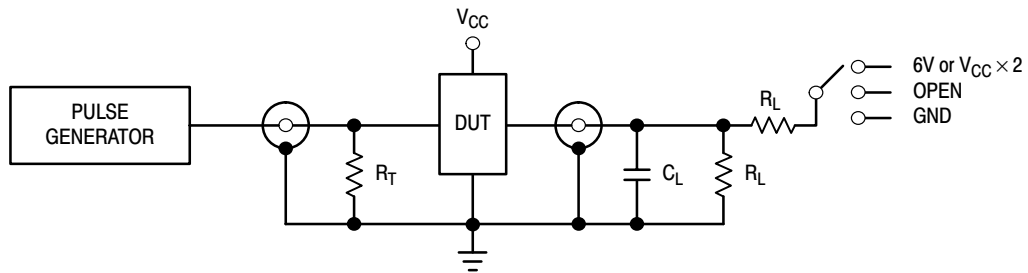 V_CC
6V or V_CC × 2
OPEN
GND
R_L
PULSE
GENERATOR
DUT
R_T
C_L
R_L